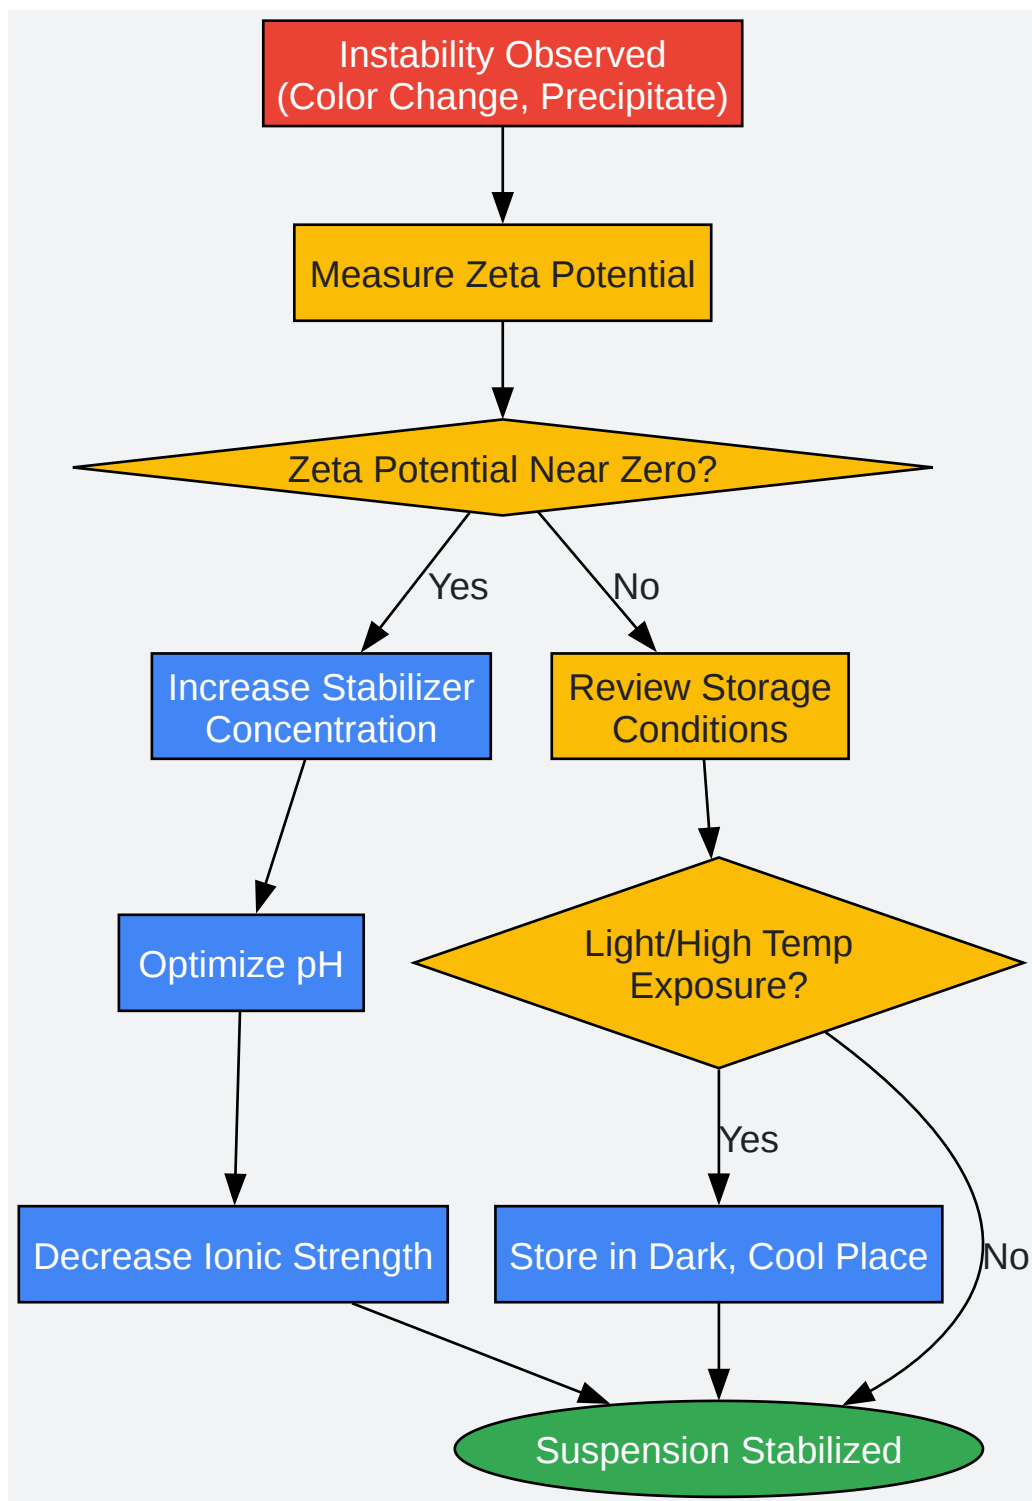 Instability Observed
(Color Change, Precipitate)
Measure Zeta Potential
Zeta Potential Near Zero?
Yes
No
Increase Stabilizer
Concentration
Review Storage
Conditions
Optimize pH
Light/High Temp
Exposure?
Yes
Decrease Ionic Strength
Store in Dark, Cool Place
No
Suspension Stabilized